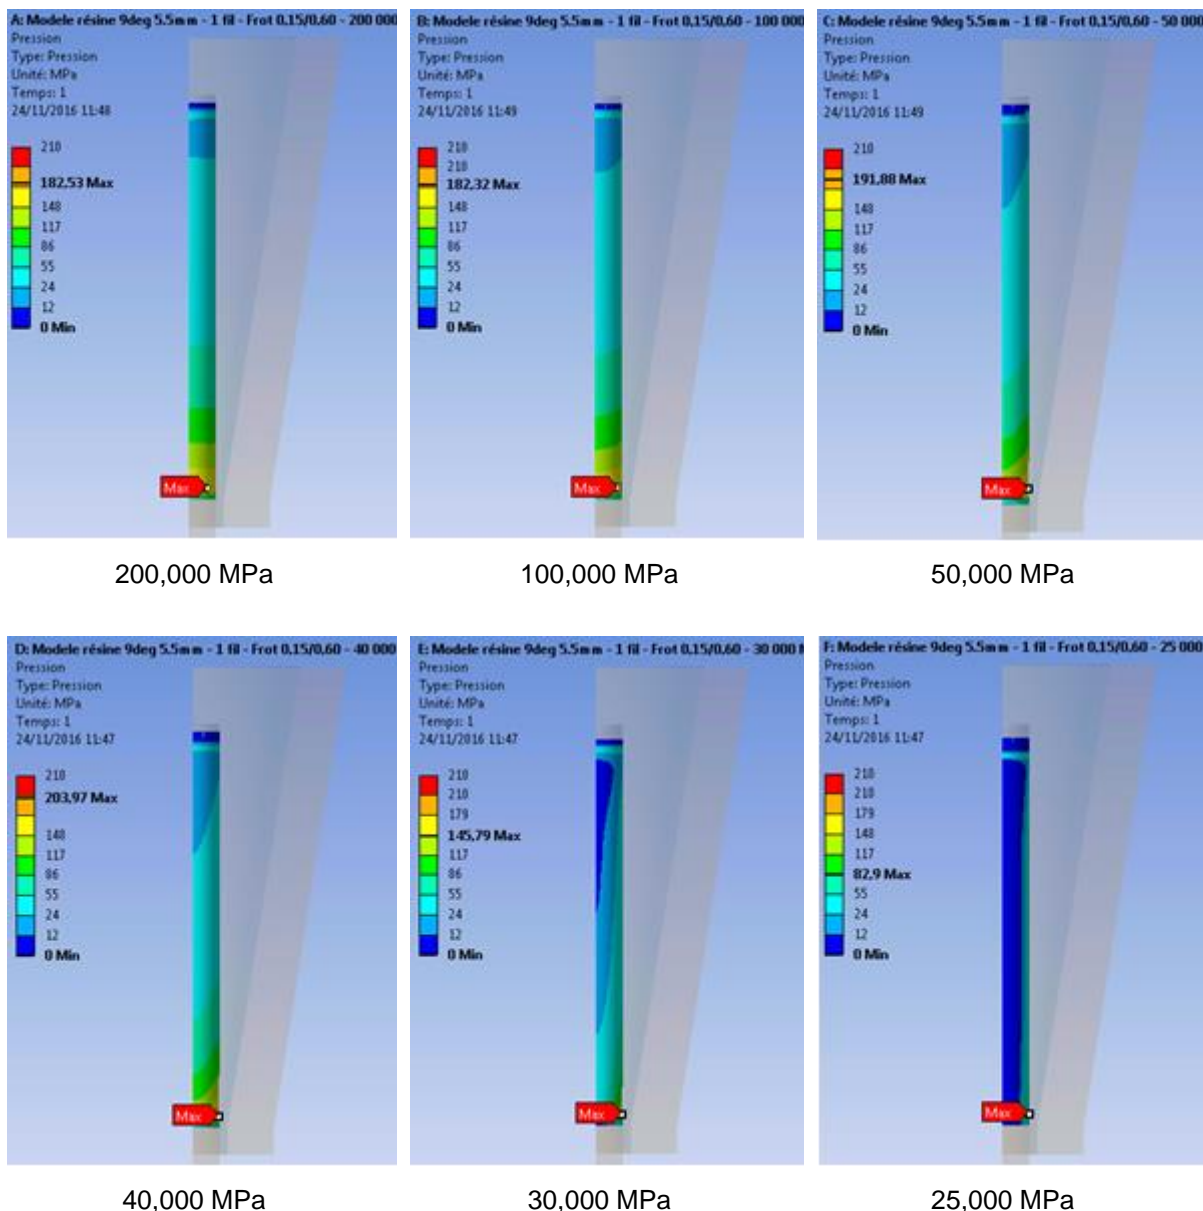 A: Modele résine 9deg 5.5mm - 1 fil - Frot 0,15/0,60 - 200 000
Pression
Type: Pression
Unité: MPa
Temps: 1
24/11/2016 11:48
210
182,53 Max
148
117
86
55
24
12
0 Min
Max
200,000 MPa
B: Modele résine 9deg 5.5mm - 1 fil - Frot 0,15/0,60 - 100 000
Pression
Type: Pression
Unité: MPa
Temps: 1
24/11/2016 11:49
210
210
182,32 Max
148
117
86
55
24
12
0 Min
Max
100,000 MPa
C: Modele résine 9deg 5.5mm - 1 fil - Frot 0,15/0,60 - 50 000
Pression
Type: Pression
Unité: MPa
Temps: 1
24/11/2016 11:49
210
191,88 Max
148
117
86
55
24
12
0 Min
Max
50,000 MPa
D: Modele résine 9deg 5.5mm - 1 fil - Frot 0,15/0,60 - 40 000
Pression
Type: Pression
Unité: MPa
Temps: 1
24/11/2016 11:47
210
203,97 Max
148
117
86
55
24
12
0 Min
Max
40,000 MPa
E: Modele résine 9deg 5.5mm - 1 fil - Frot 0,15/0,60 - 30 000
Pression
Type: Pression
Unité: MPa
Temps: 1
24/11/2016 11:47
210
210
179
145,79 Max
117
86
55
24
12
0 Min
Max
30,000 MPa
F: Modele résine 9deg 5.5mm - 1 fil - Frot 0,15/0,60 - 25 000
Pression
Type: Pression
Unité: MPa
Temps: 1
24/11/2016 11:47
210
210
179
148
117
82,9 Max
55
24
12
0 Min
Max
25,000 MPa